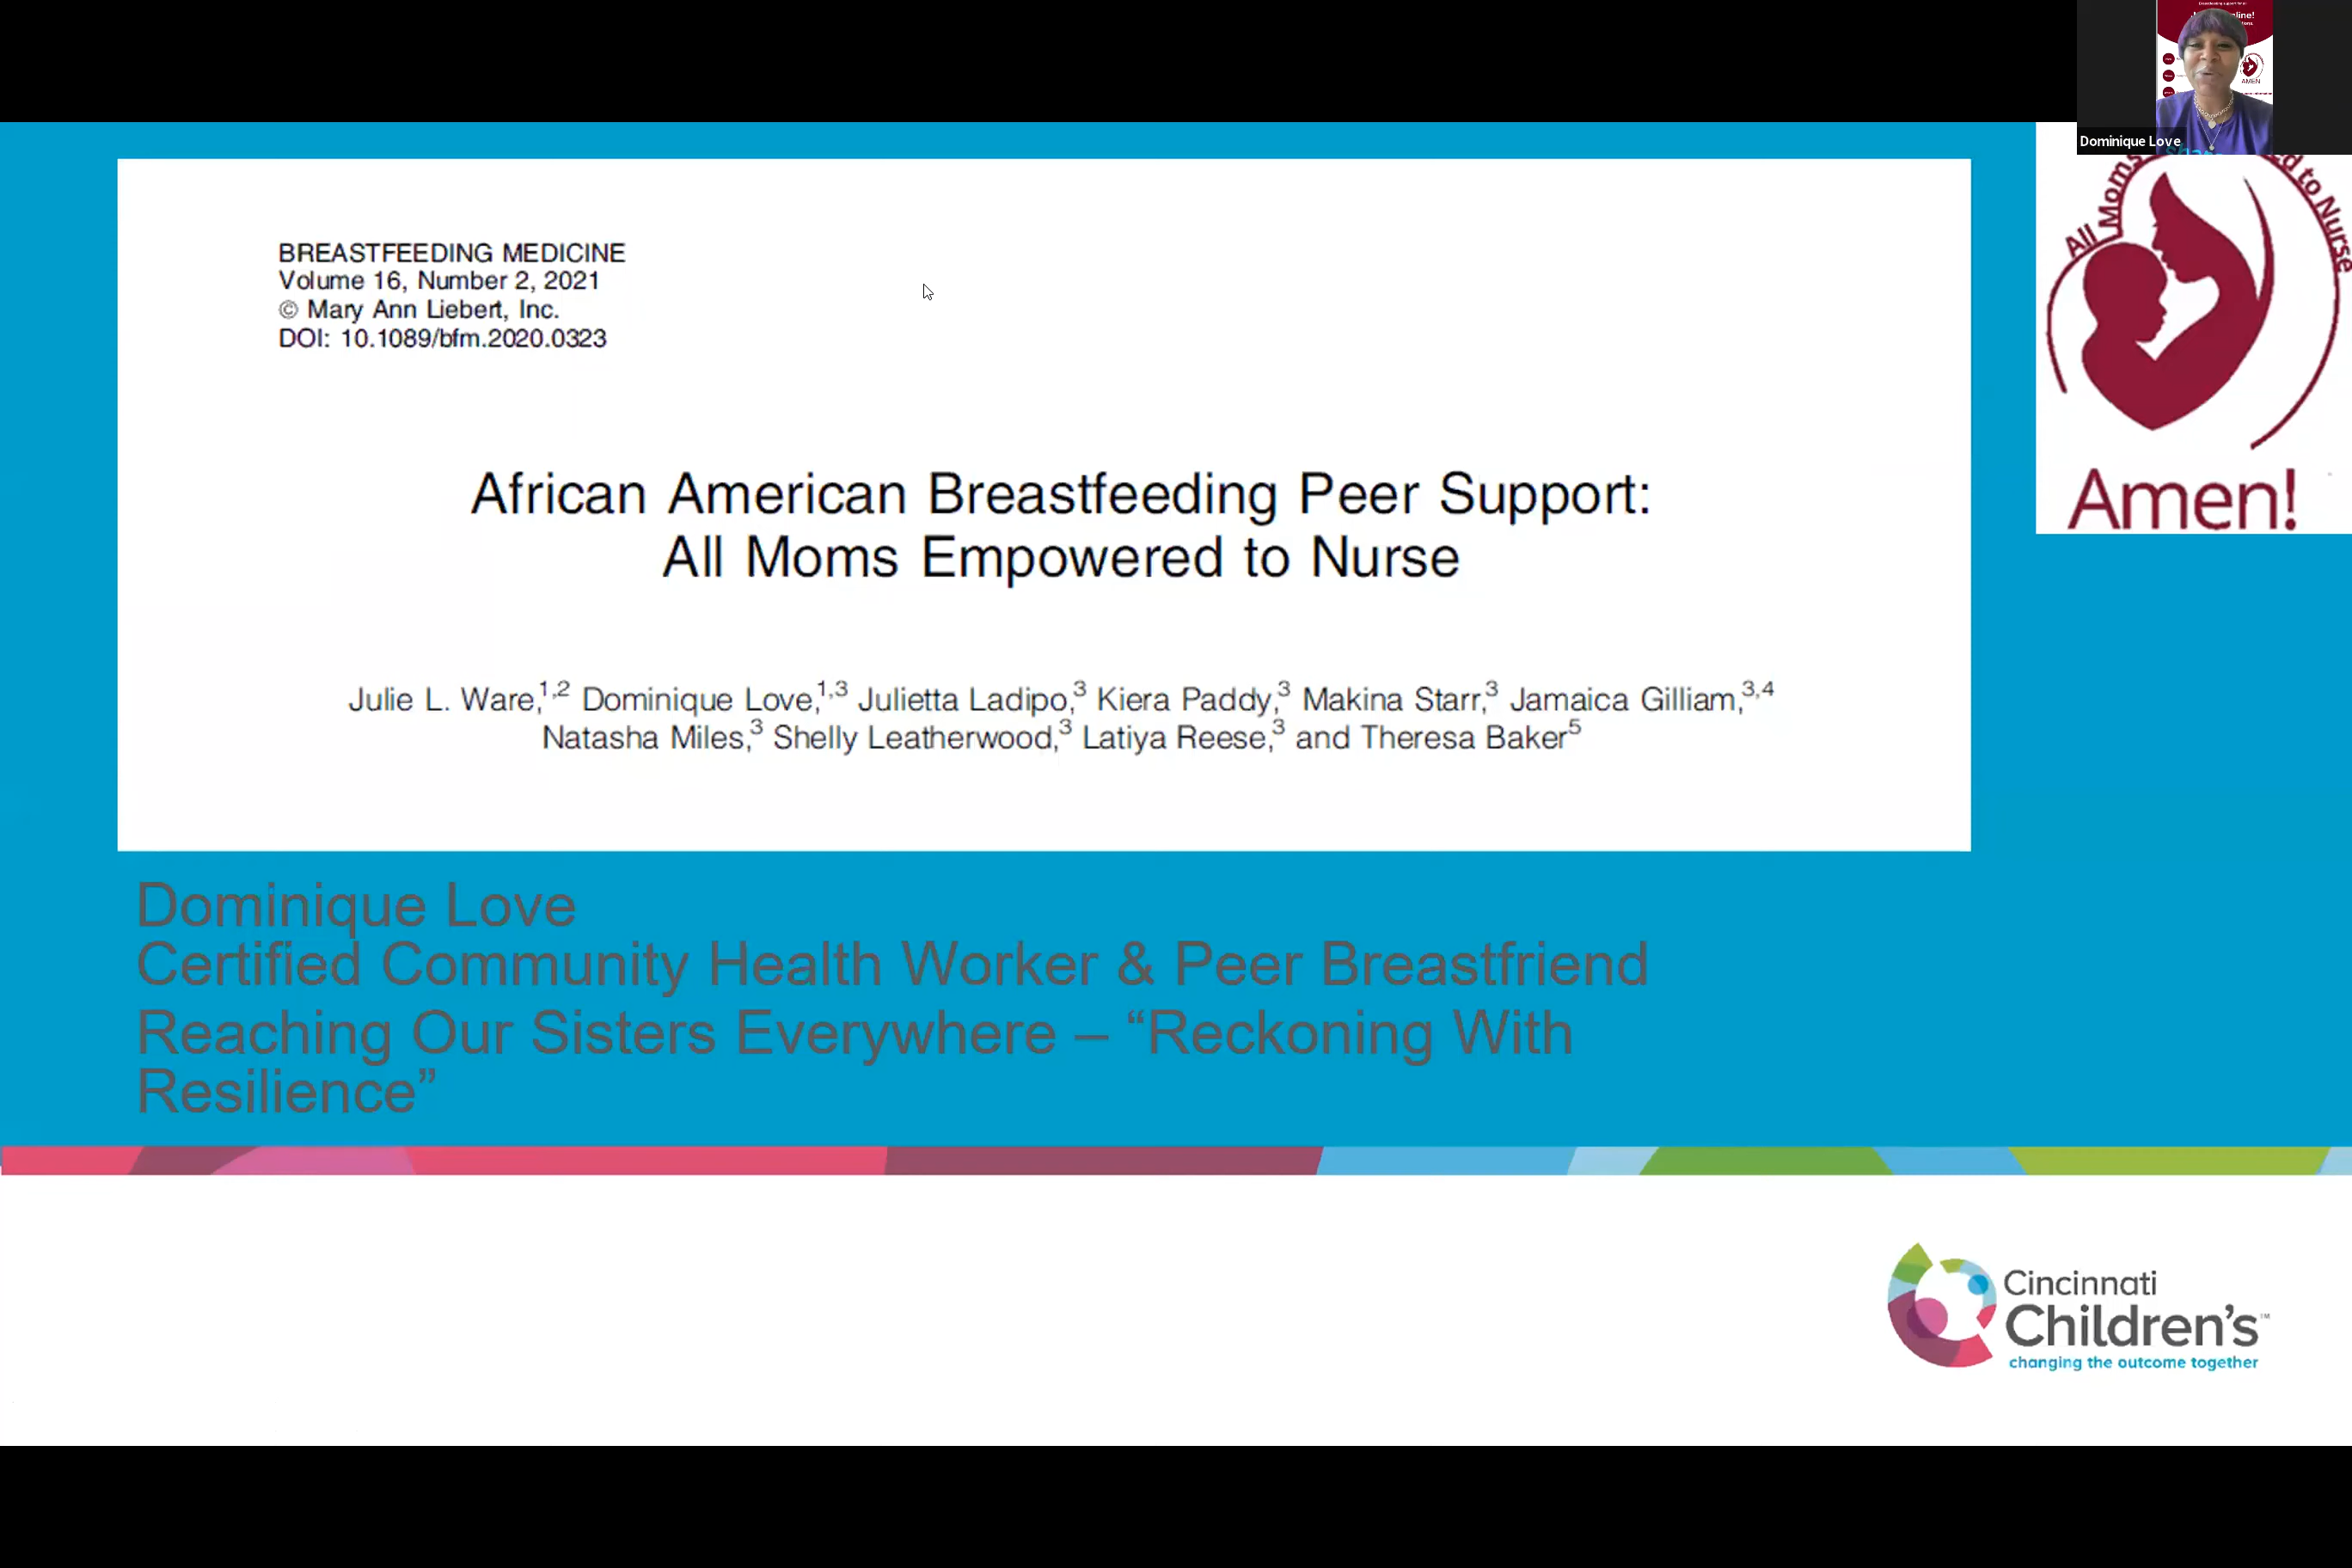 BREASTFEEDING MEDICINE
Volume 16, Number 2, 2021
© Mary Ann Liebert, Inc.
DOI: 10.1089/bfm.2020.0323
African American Breastfeeding Peer Support:
All Moms Empowered to Nurse
Julie L. Ware,1,2 Dominique Love,1,3 Julietta Ladipo,3 Kiera Paddy,3 Makina Starr,3 Jamaica Gilliam,3,4
Natasha Miles,3 Shelly Leatherwood,3 Latiya Reese,3 and Theresa Baker5
Dominique Love
All Moms
to Nurse
Amen!
AMEN
Dominique Love
Certified Community Health Worker & Peer Breastfriend
Reaching Our Sisters Everywhere – “Reckoning With
Resilience”
Cincinnati
Children’s™
changing the outcome together